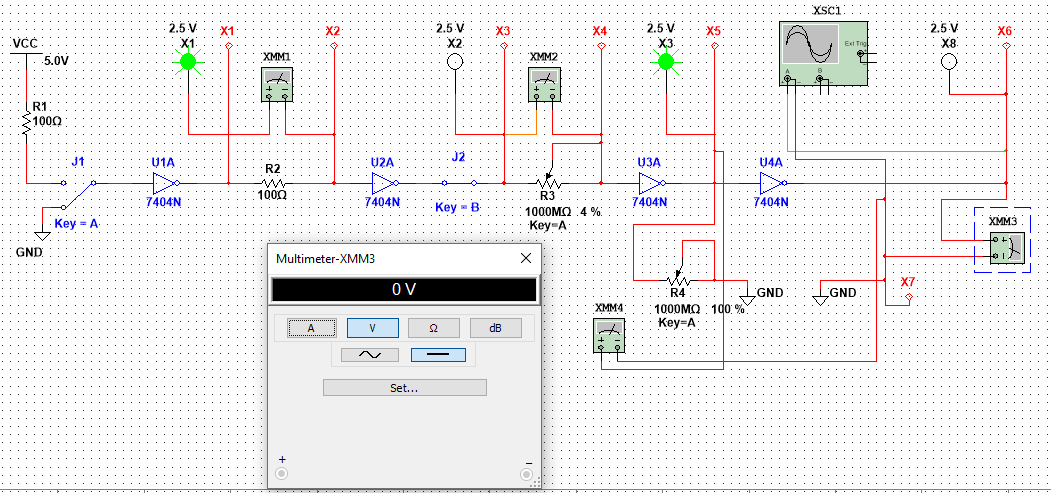 XSC1
2.5 V X1 X2 2.5 V X3 X4 2.5 V X5 2.5 V X6
VCC X1 X2 X3 X8
5.0V XMM1 XMM2 Ext Trig
A B
R1
100Ω
J1 U1A R2 U2A J2 U3A U4A
7404N 100Ω 7404N Key = B R3 7404N 7404N
Key = A 1000MΩ 4 %
Key=A
GND
XMM3
X7
R4 GND GND
1000MΩ 100 %
Key=A
XMM4
Multimeter-XMM3
0 V
A V Ω dB
Set...
+ −